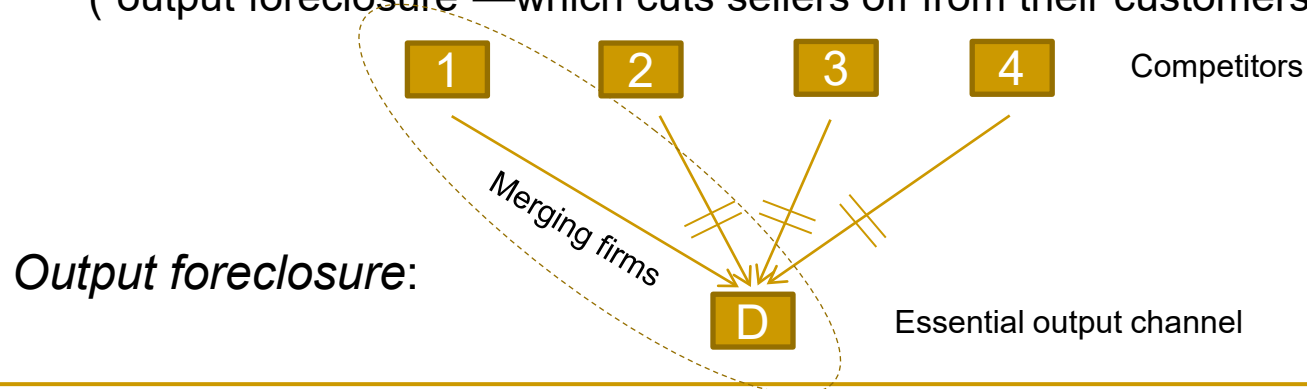 ("output foreclosure"—which cuts sellers off from their customers
1 2 3 4 Competitors
Merging firms
Output foreclosure:
D Essential output channel